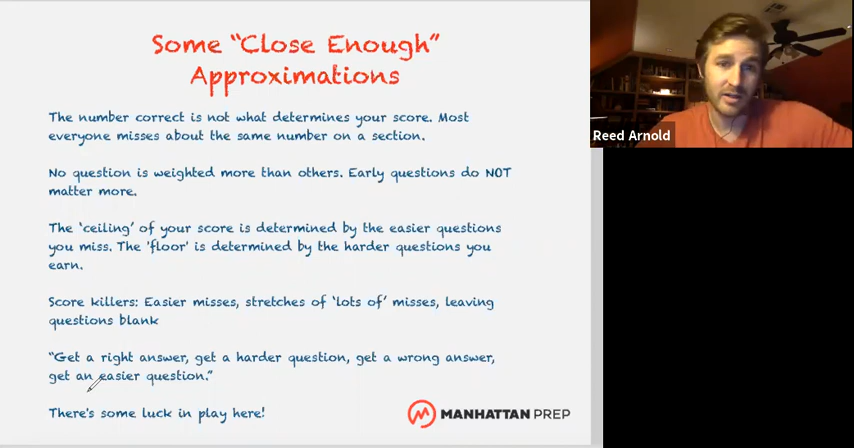 Some “Close Enough”
Approximations
The number correct is not what determines your score. Most
everyone misses about the same number on a section.
No question is weighted more than others. Early questions do NOT
matter more.
The ‘ceiling’ of your score is determined by the easier questions
you miss. The 'floor' is determined by the harder questions you
earn.
Score killers: Easier misses, stretches of ‘lots of’ misses, leaving
questions blank
“Get a right answer, get a harder question, get a wrong answer,
get an easier question.”
There's some luck in play here!
MANHATTAN PREP
Reed Arnold